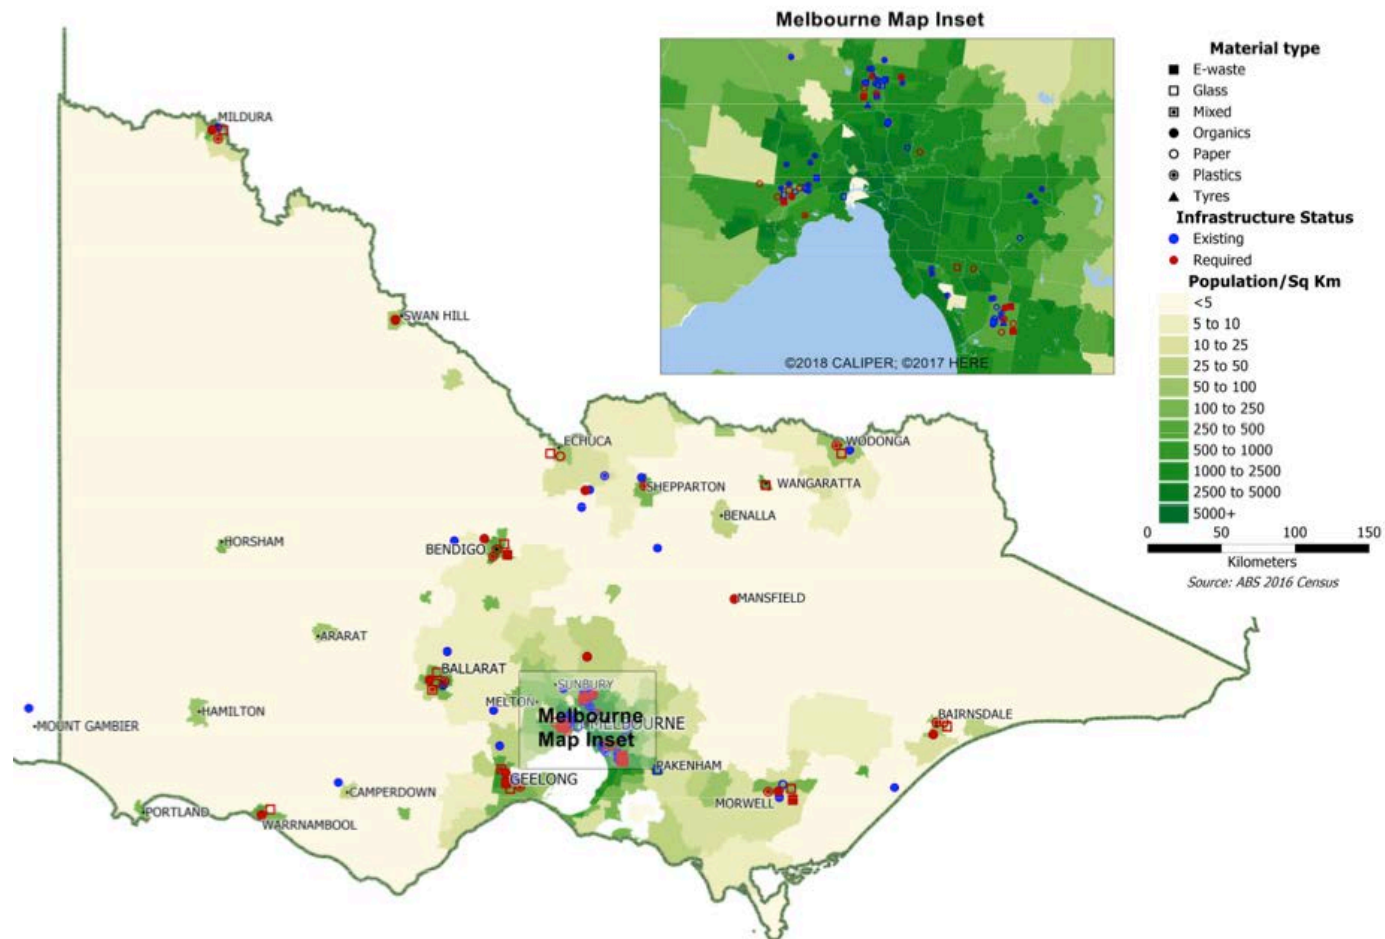 Melbourne Map Inset
©2018 CALIPER; ©2017 HERE
Material type
E-waste
Glass
Mixed
Organics
Paper
Plastics
Tyres
Infrastructure Status
Existing
Required
Population/Sq Km
<5
5 to 10
10 to 25
25 to 50
50 to 100
100 to 250
250 to 500
500 to 1000
1000 to 2500
2500 to 5000
5000+
0 50 100 150
Kilometers
Source: ABS 2016 Census
MILDURA
SWAN HILL
ECHUCA
WODONGA
SHEPPARTON
WANGARATTA
BENALLA
HORSHAM
BENDIGO
MANSFIELD
ARARAT
BALLARAT
SUNBURY
MELTON
HAMILTON
Melbourne
Map Inset
MELBOURNE
BAIRNSDALE
MOUNT GAMBIER
PAKENHAM
GEELONG
CAMPERDOWN
MORWELL
PORTLAND
WARRNAMBOOL